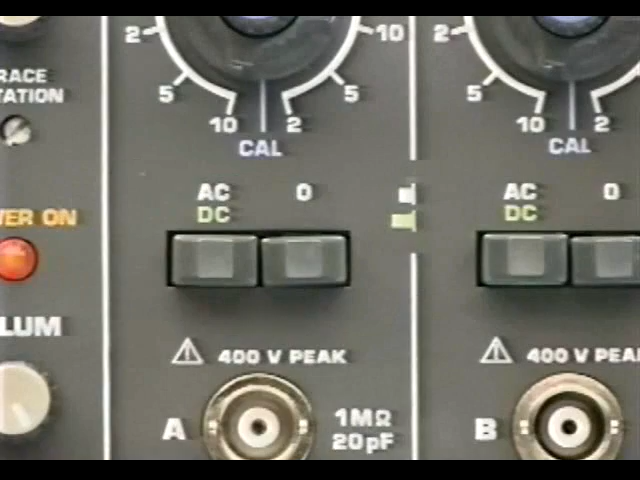 2 10 2
5 5 5
10 2 10 2
CAL CAL
RACE
TATION
AC 0 AC 0
DC DC
ER ON
LUM
400 V PEAK 400 V PEA
A 1MΩ B
20pF